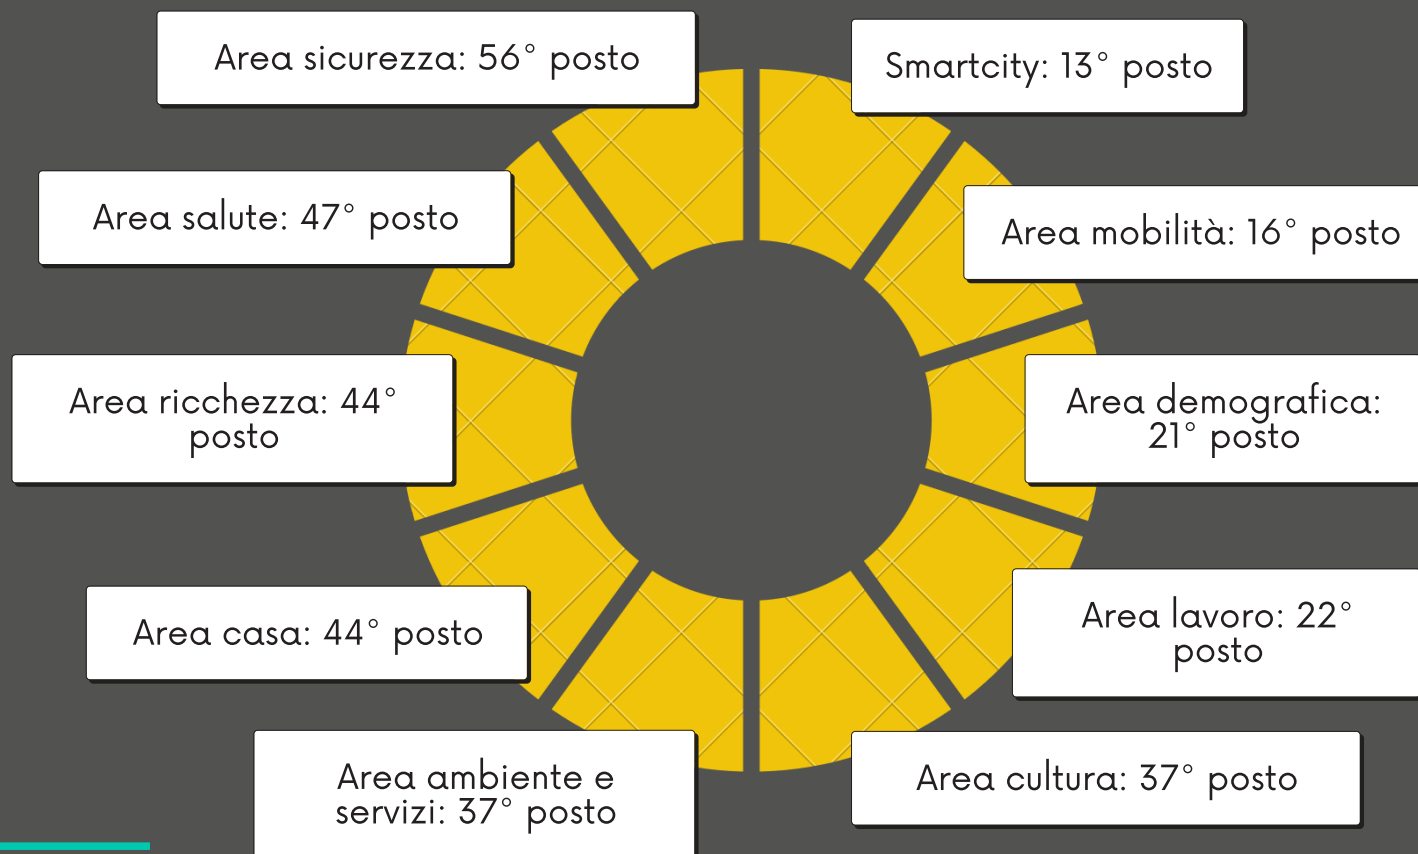 Area sicurezza: 56° posto
Smartcity: 13° posto
Area salute: 47° posto
Area mobilità: 16° posto
Area ricchezza: 44°
posto
Area demografica:
21° posto
Area casa: 44° posto
Area lavoro: 22°
posto
Area ambiente e
servizi: 37° posto
Area cultura: 37° posto